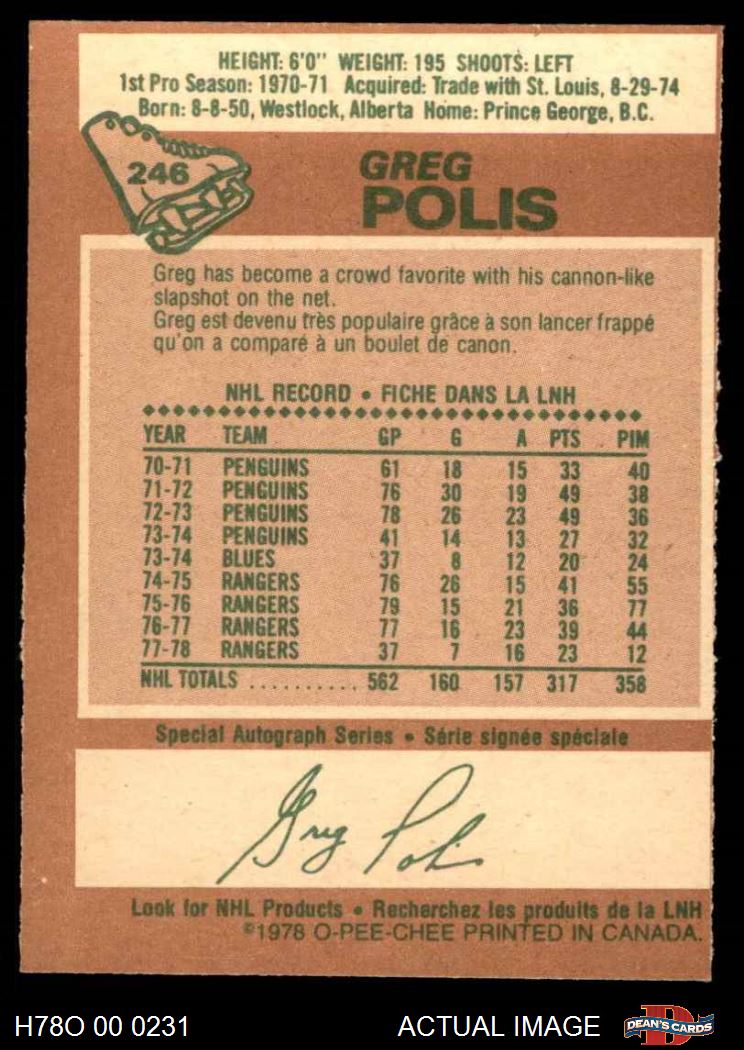 HEIGHT: 6'0" WEIGHT: 195 SHOOTS: LEFT
1st Pro Season: 1970-71 Acquired: Trade with St. Louis, 8-29-74
Born: 8-8-50, Westlock, Alberta Home: Prince George, B.C.
246
GREG
POLIS
Greg has become a crowd favorite with his cannon-like
slapshot on the net.
Greg est devenu très populaire grâce à son lancer frappé
qu'on a comparé à un boulet de canon.
NHL RECORD • FICHE DANS LA LNH
YEAR TEAM GP G A PTS PIM
70-71 PENGUINS 61 18 15 33 40
71-72 PENGUINS 76 30 19 49 38
72-73 PENGUINS 78 26 23 49 36
73-74 PENGUINS 41 14 13 27 32
73-74 BLUES 37 8 12 20 24
74-75 RANGERS 76 26 15 41 55
75-76 RANGERS 79 15 21 36 77
76-77 RANGERS 77 16 23 39 44
77-78 RANGERS 37 7 16 23 12
NHL TOTALS .......... 562 160 157 317 358
Special Autograph Series • Série signée spéciale
Greg Polis
Look for NHL Products • Recherchez les produits de la LNH
©1978 O-PEE-CHEE PRINTED IN CANADA.
H78O 00 0231 ACTUAL IMAGE D DEAN'S CARDS